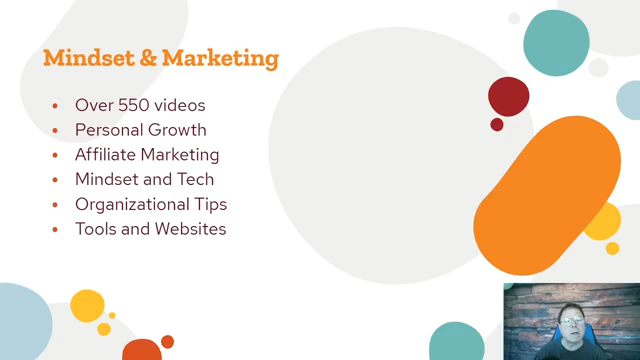 Mindset & Marketing
• Over 550 videos
• Personal Growth
• Affiliate Marketing
• Mindset and Tech
• Organizational Tips
• Tools and Websites